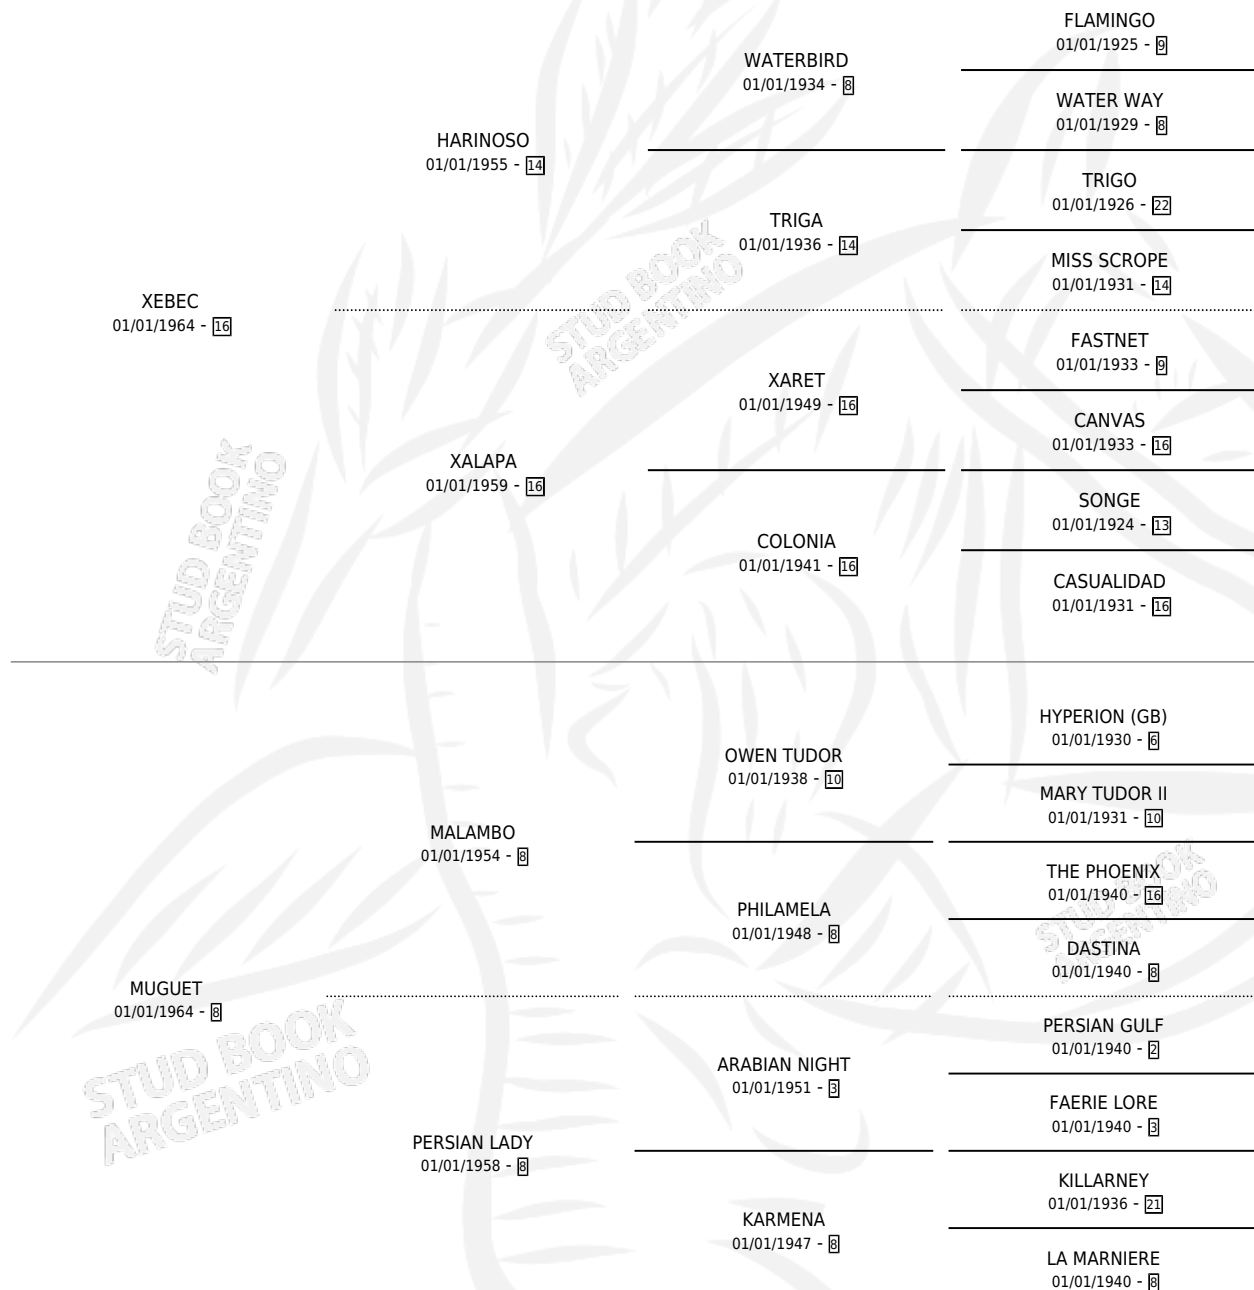 FLAMINGO
01/01/1925 - 9
WATERBIRD
01/01/1934 - 8
WATER WAY
01/01/1929 - 8
HARINOSO
01/01/1955 - 14
TRIGO
01/01/1926 - 22
TRIGA
01/01/1936 - 14
MISS SCROPE
01/01/1931 - 14
XEBEC
01/01/1964 - 16
STUD BOOK
ARGENTINO
FASTNET
01/01/1933 - 9
XARET
01/01/1949 - 16
CANVAS
01/01/1933 - 16
XALAPA
01/01/1959 - 16
SONGE
01/01/1924 - 13
COLONIA
01/01/1941 - 16
CASUALIDAD
01/01/1931 - 16
STUD BOOK
ARGENTINO
HYPERION (GB)
01/01/1930 - 6
OWEN TUDOR
01/01/1938 - 10
MARY TUDOR II
01/01/1931 - 10
MALAMBO
01/01/1954 - 8
THE PHOENIX
01/01/1940 - 16
PHILAMELA
01/01/1948 - 8
DASTINA
01/01/1940 - 8
STUD BOOK
ARGENTINO
MUGUET
01/01/1964 - 8
PERSIAN GULF
01/01/1940 - 2
ARABIAN NIGHT
01/01/1951 - 3
FAERIE LORE
01/01/1940 - 3
STUD BOOK
ARGENTINO
PERSIAN LADY
01/01/1958 - 8
KILLARNEY
01/01/1936 - 21
KARMENA
01/01/1947 - 8
LA MARNIERE
01/01/1940 - 8